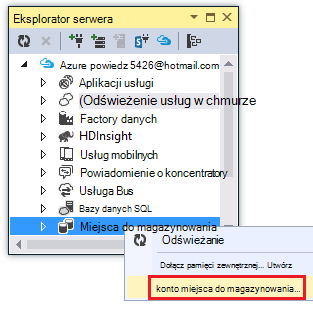 Eksplorator serwera
Azure powiedz 5426@hotmail.com
Aplikacji usługi
(Odświeżenie usług w chmurze
Factory danych
HDInsight
Usług mobilnych
Powiadomienie o koncentratory
Usługa Bus
Bazy danych SQL
Miejsca do magazynowania
Odświeżanie
Dołącz pamięci zewnętrznej... Utwórz
konto miejsca do magazynowania...